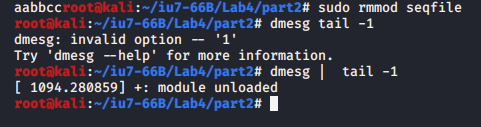 aabbccroot@kali:~/iu7-66B/Lab4/part2# sudo rmmod seqfile
root@kali:~/iu7-66B/Lab4/part2# dmesg tail -1
dmesg: invalid option -- '1'
Try 'dmesg --help' for more information.
root@kali:~/iu7-66B/Lab4/part2# dmesg |  tail -1
[ 1094.280859] +: module unloaded
root@kali:~/iu7-66B/Lab4/part2#